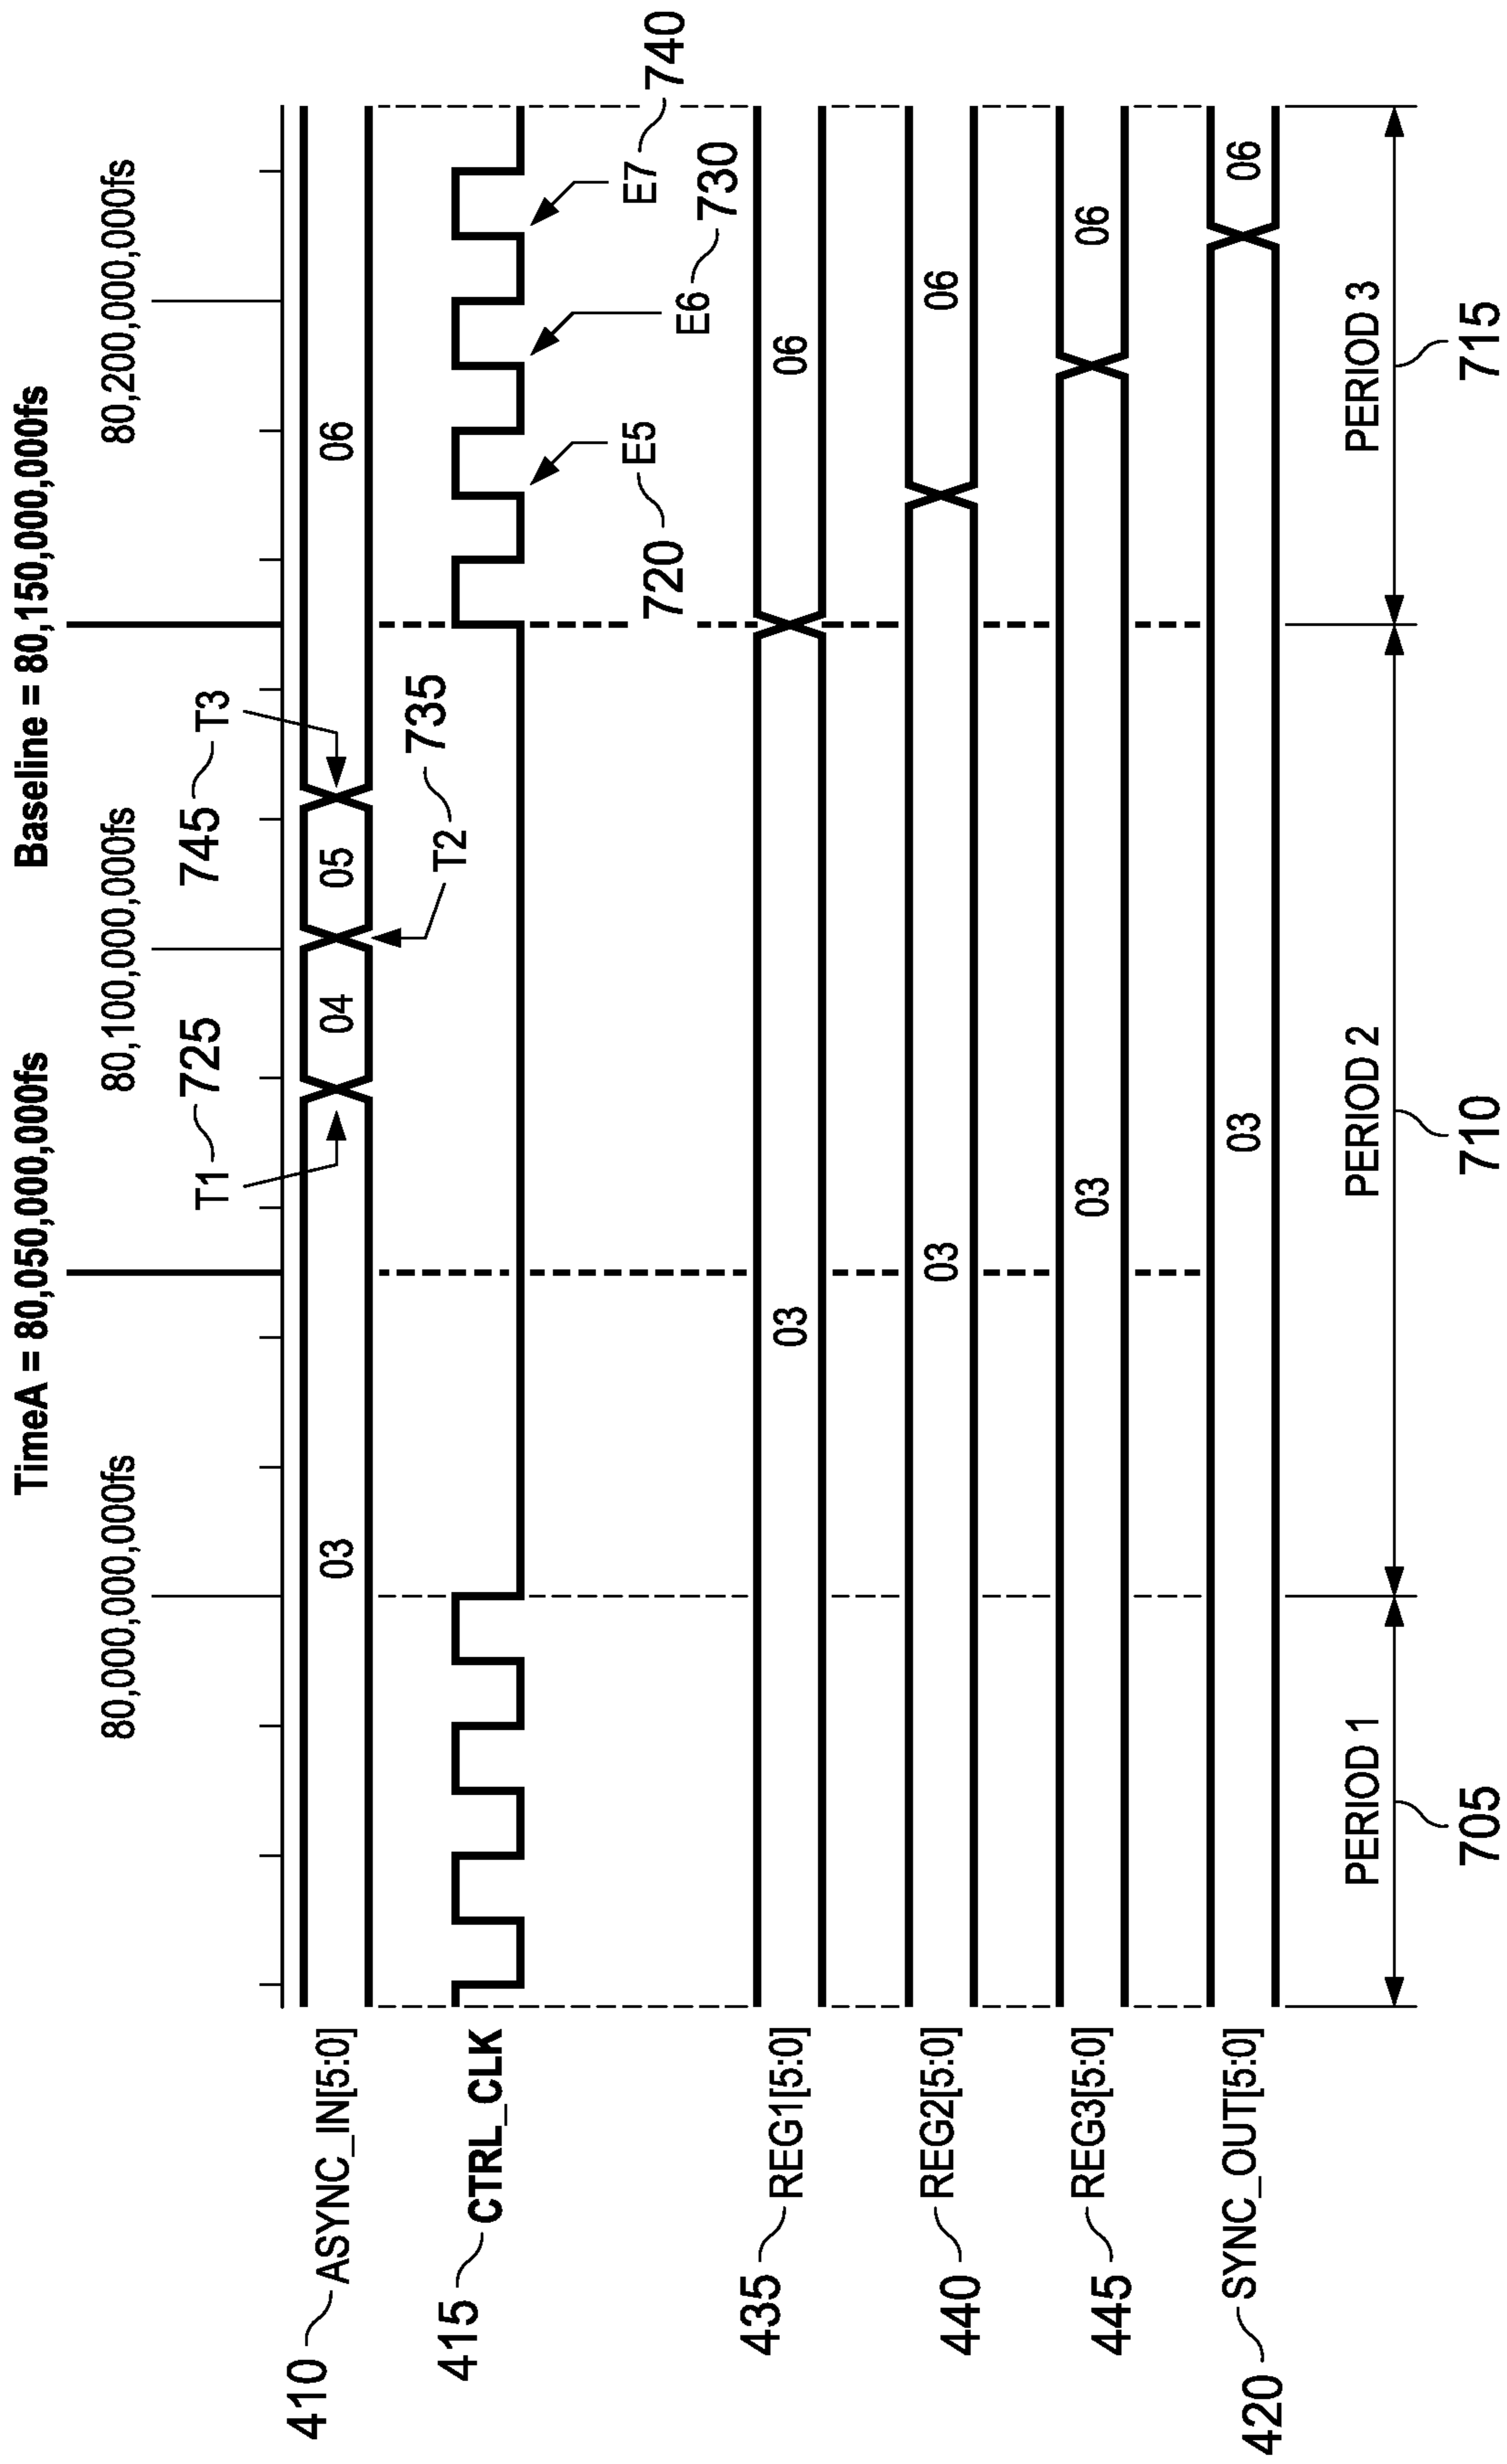 TimeA = 80,050,000,000fs
Baseline = 80,150,000,000fs
80,000,000,000fs
80,100,000,000fs
80,200,000,000fs
T1 725
745 T3
410 ASYNC_IN[5:0]
03
04
05
06
T2 735
415 CTRL_CLK
720 E5
E6 730
E7 740
435 REG1[5:0]
03
06
440 REG2[5:0]
03
06
445 REG3[5:0]
03
06
420 SYNC_OUT[5:0]
03
06
PERIOD 1
PERIOD 2
PERIOD 3
705
710
715